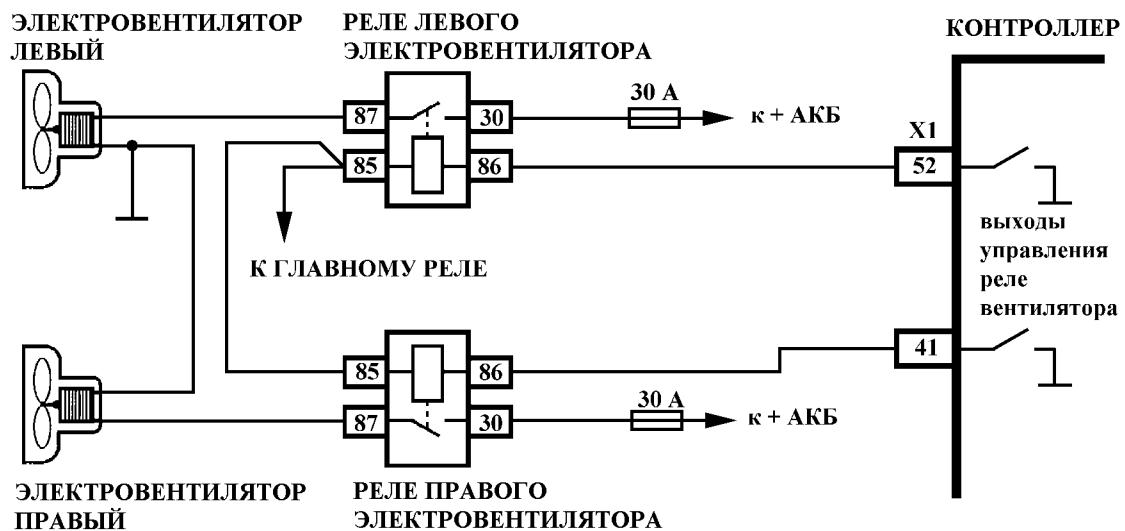 ЭЛЕКТРОВЕНТИЛЯТОР
ЛЕВЫЙ
РЕЛЕ ЛЕВОГО
ЭЛЕКТРОВЕНТИЛЯТОРА
КОНТРОЛЛЕР
87
30
30 А
к + АКБ
X1
85
86
52
К ГЛАВНОМУ РЕЛЕ
выходы
управления
реле
вентилятора
85
86
41
87
30
30 А
к + АКБ
ЭЛЕКТРОВЕНТИЛЯТОР
ПРАВЫЙ
РЕЛЕ ПРАВОГО
ЭЛЕКТРОВЕНТИЛЯТОРА